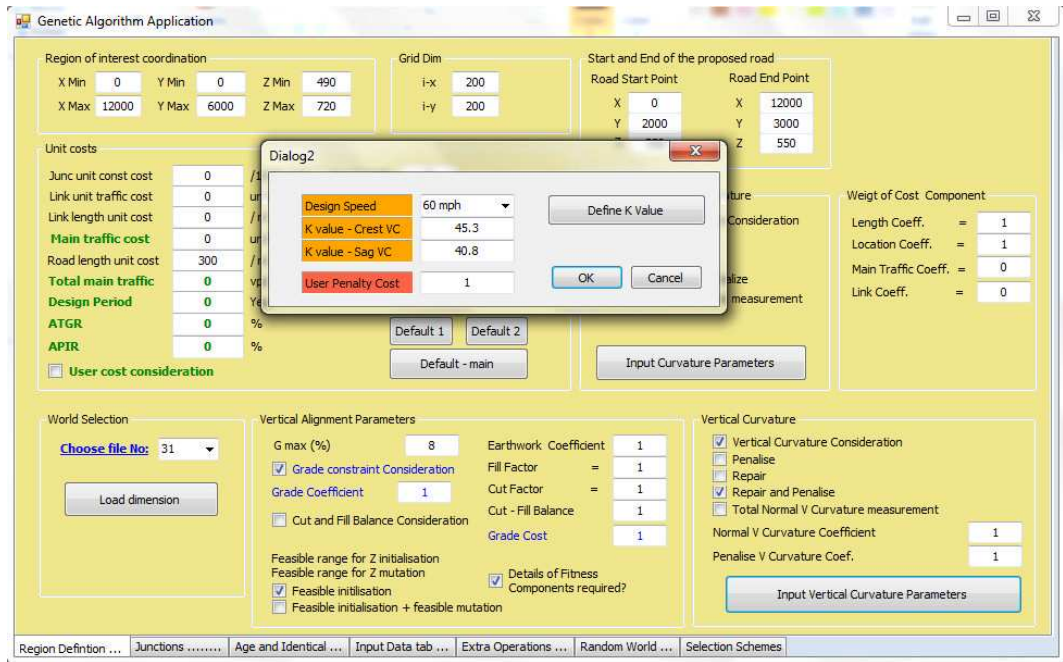 Genetic Algorithm Application
Region of interest coordination
X Min 0 Y Min 0 Z Min 490
X Max 12000 Y Max 6000 Z Max 720
Grid Dim
i-x 200
i-y 200
Start and End of the proposed road
Road Start Point Road End Point
X 0 X 12000
Y 2000 Y 3000
Z Z 550
Unit costs
Junc unit const cost 0
Link unit traffic cost 0
Link length unit cost 0
Main traffic cost 0
Road length unit cost 300
Total main traffic 0
Design Period 0
ATGR 0 %
APIR 0 %
User cost consideration
Default 1 Default 2
Default - main
Dialog2
Design Speed 60 mph
K value - Crest VC 45.3
K value - Sag VC 40.8
User Penalty Cost 1
Define K Value
OK Cancel
Consideration
measurement
Input Curvature Parameters
Weigt of Cost Component
Length Coeff. = 1
Location Coeff. = 1
Main Traffic Coeff. = 0
Link Coeff. = 0
World Selection
Choose file No: 31
Load dimension
Vertical Alignment Parameters
G max (%) 8
Grade constraint Consideration
Grade Coefficient 1
Cut and Fill Balance Consideration
Earthwork Coefficient 1
Fill Factor = 1
Cut Factor = 1
Cut - Fill Balance 1
Grade Cost 1
Feasible range for Z initialisation
Feasible range for Z mutation
Feasible initilisation
Feasible initialisation + feasible mutation
Details of Fitness
Components required?
Vertical Curvature
Vertical Curvature Consideration
Penalise
Repair
Repair and Penalise
Total Normal V Curvature measurement
Normal V Curvature Coefficient 1
Penalise V Curvature Coef. 1
Input Vertical Curvature Parameters
Region Defintion ... Junctions ........ Age and Identical ... Input Data tab ... Extra Operations ... Random World ... Selection Schemes